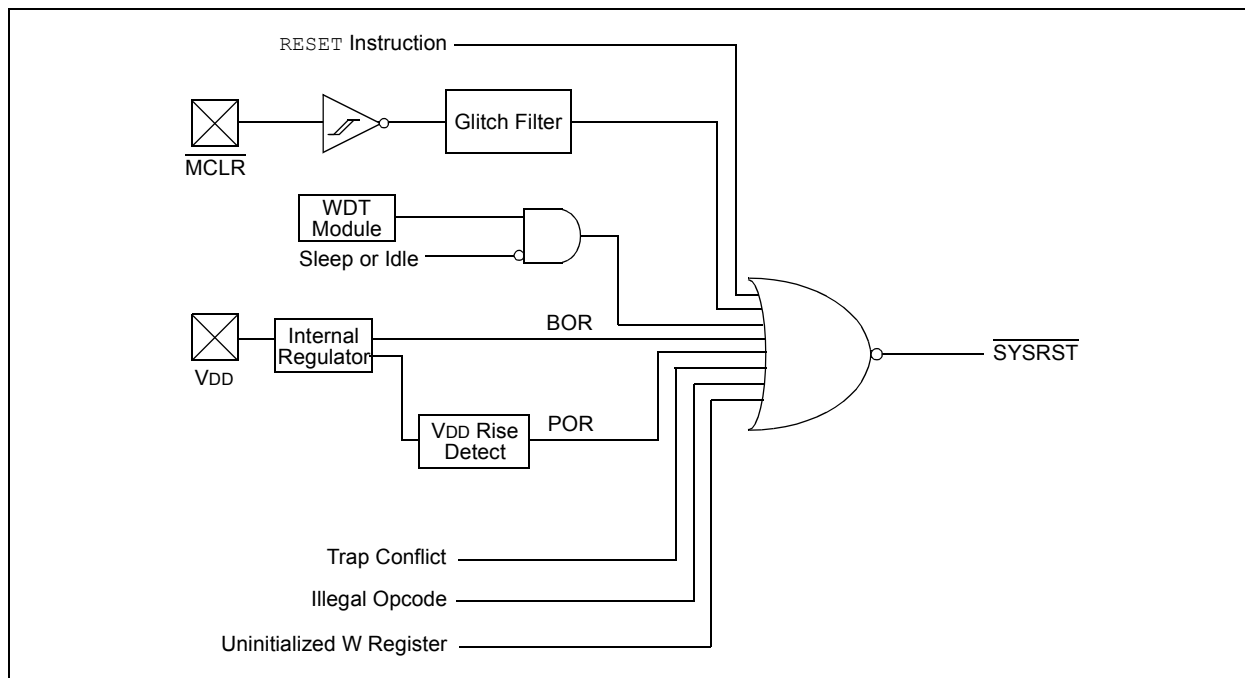 RESET Instruction
Glitch Filter
MCLR
WDT
Module
Sleep or Idle
BOR
Internal
Regulator
SYSRST
VDD
POR
VDD Rise
Detect
Trap Conflict
Illegal Opcode
Uninitialized W Register